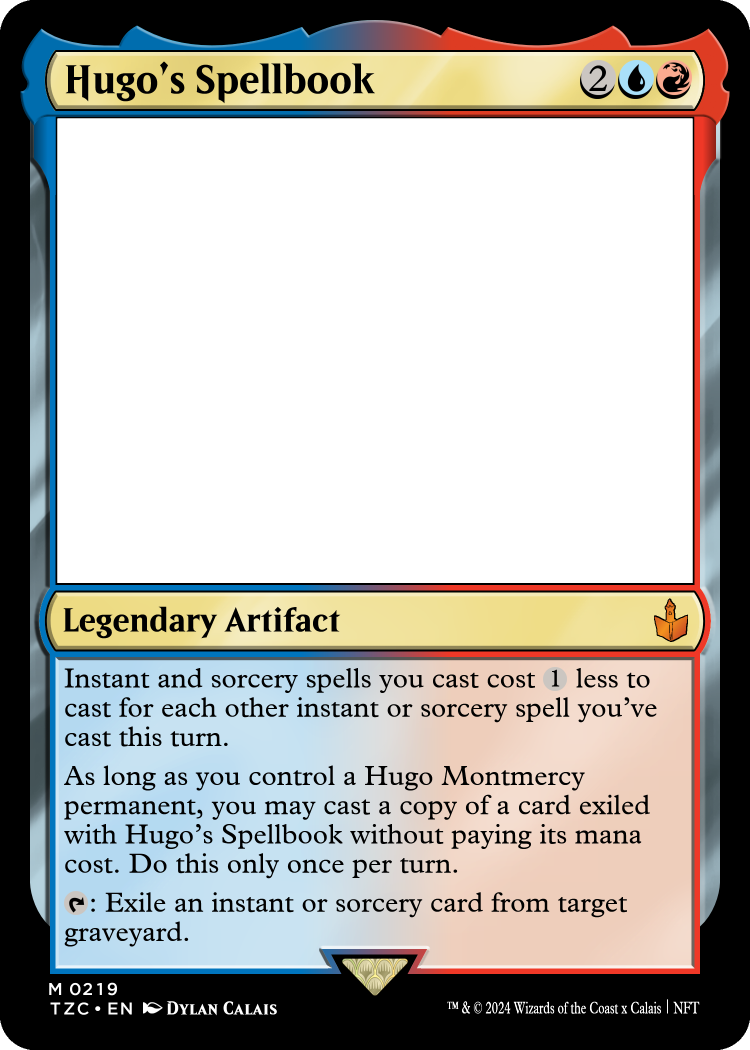 Hugo's Spellbook 2
Legendary Artifact
Instant and sorcery spells you cast cost 1 less to
cast for each other instant or sorcery spell you've
cast this turn.
As long as you control a Hugo Montmercy
permanent, you may cast a copy of a card exiled
with Hugo's Spellbook without paying its mana
cost. Do this only once per turn.
: Exile an instant or sorcery card from target
graveyard.
M 0219
TZC • EN Dylan Calais
™ & © 2024 Wizards of the Coast x Calais | NFT